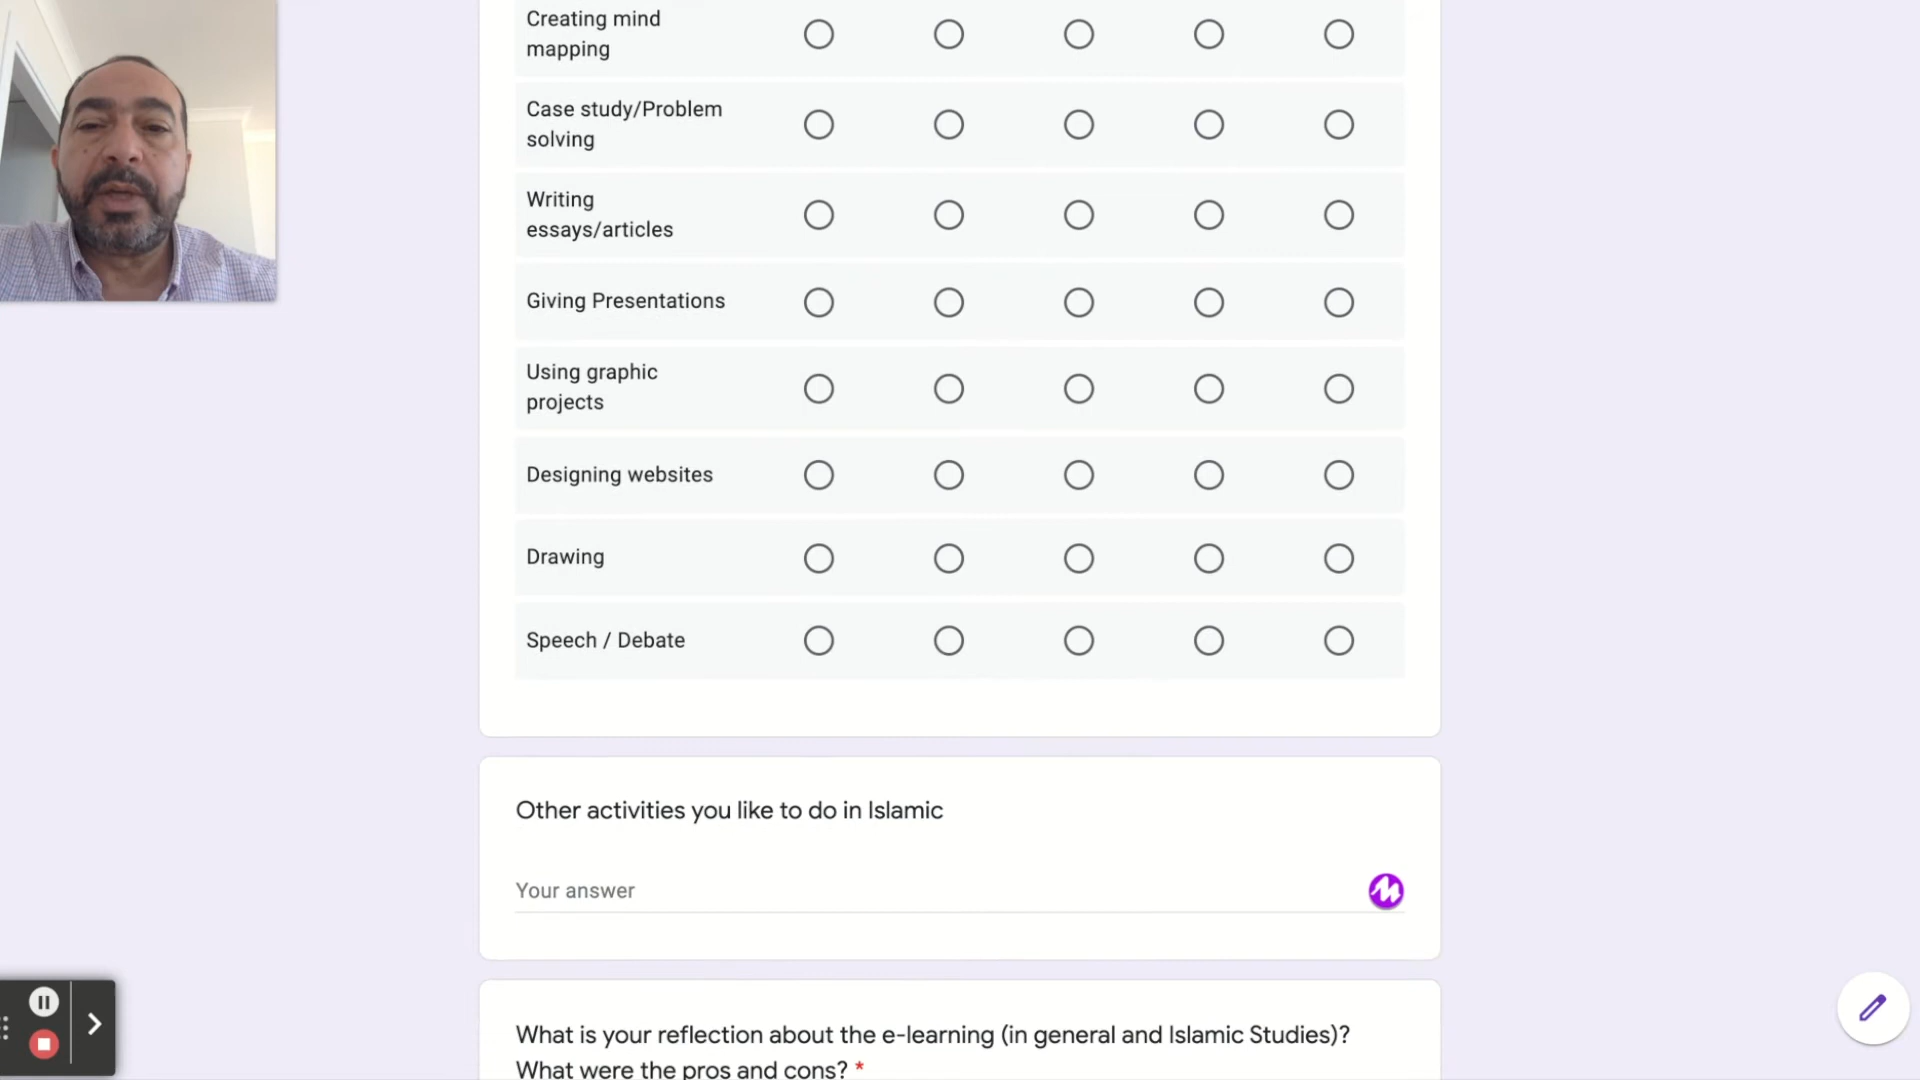 Creating mind
mapping
Case study/Problem
solving
Writing
essays/articles
Giving Presentations
Using graphic
projects
Designing websites
Drawing
Speech / Debate
Other activities you like to do in Islamic
Your answer
What is your reflection about the e-learning (in general and Islamic Studies)?
What were the pros and cons? *